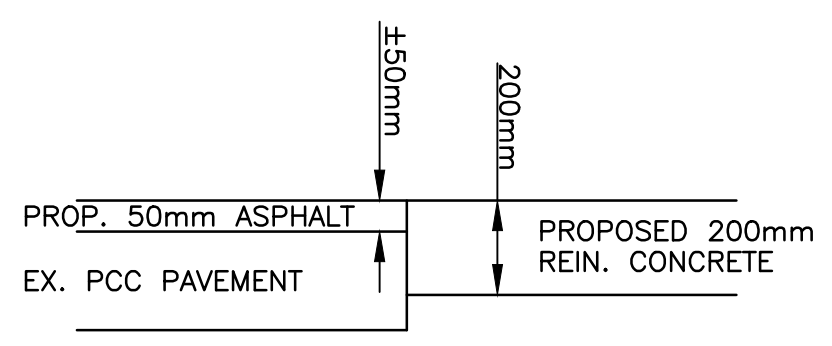 ±50mm
200mm
PROP. 50mm ASPHALT
PROPOSED 200mm
REIN. CONCRETE
EX. PCC PAVEMENT